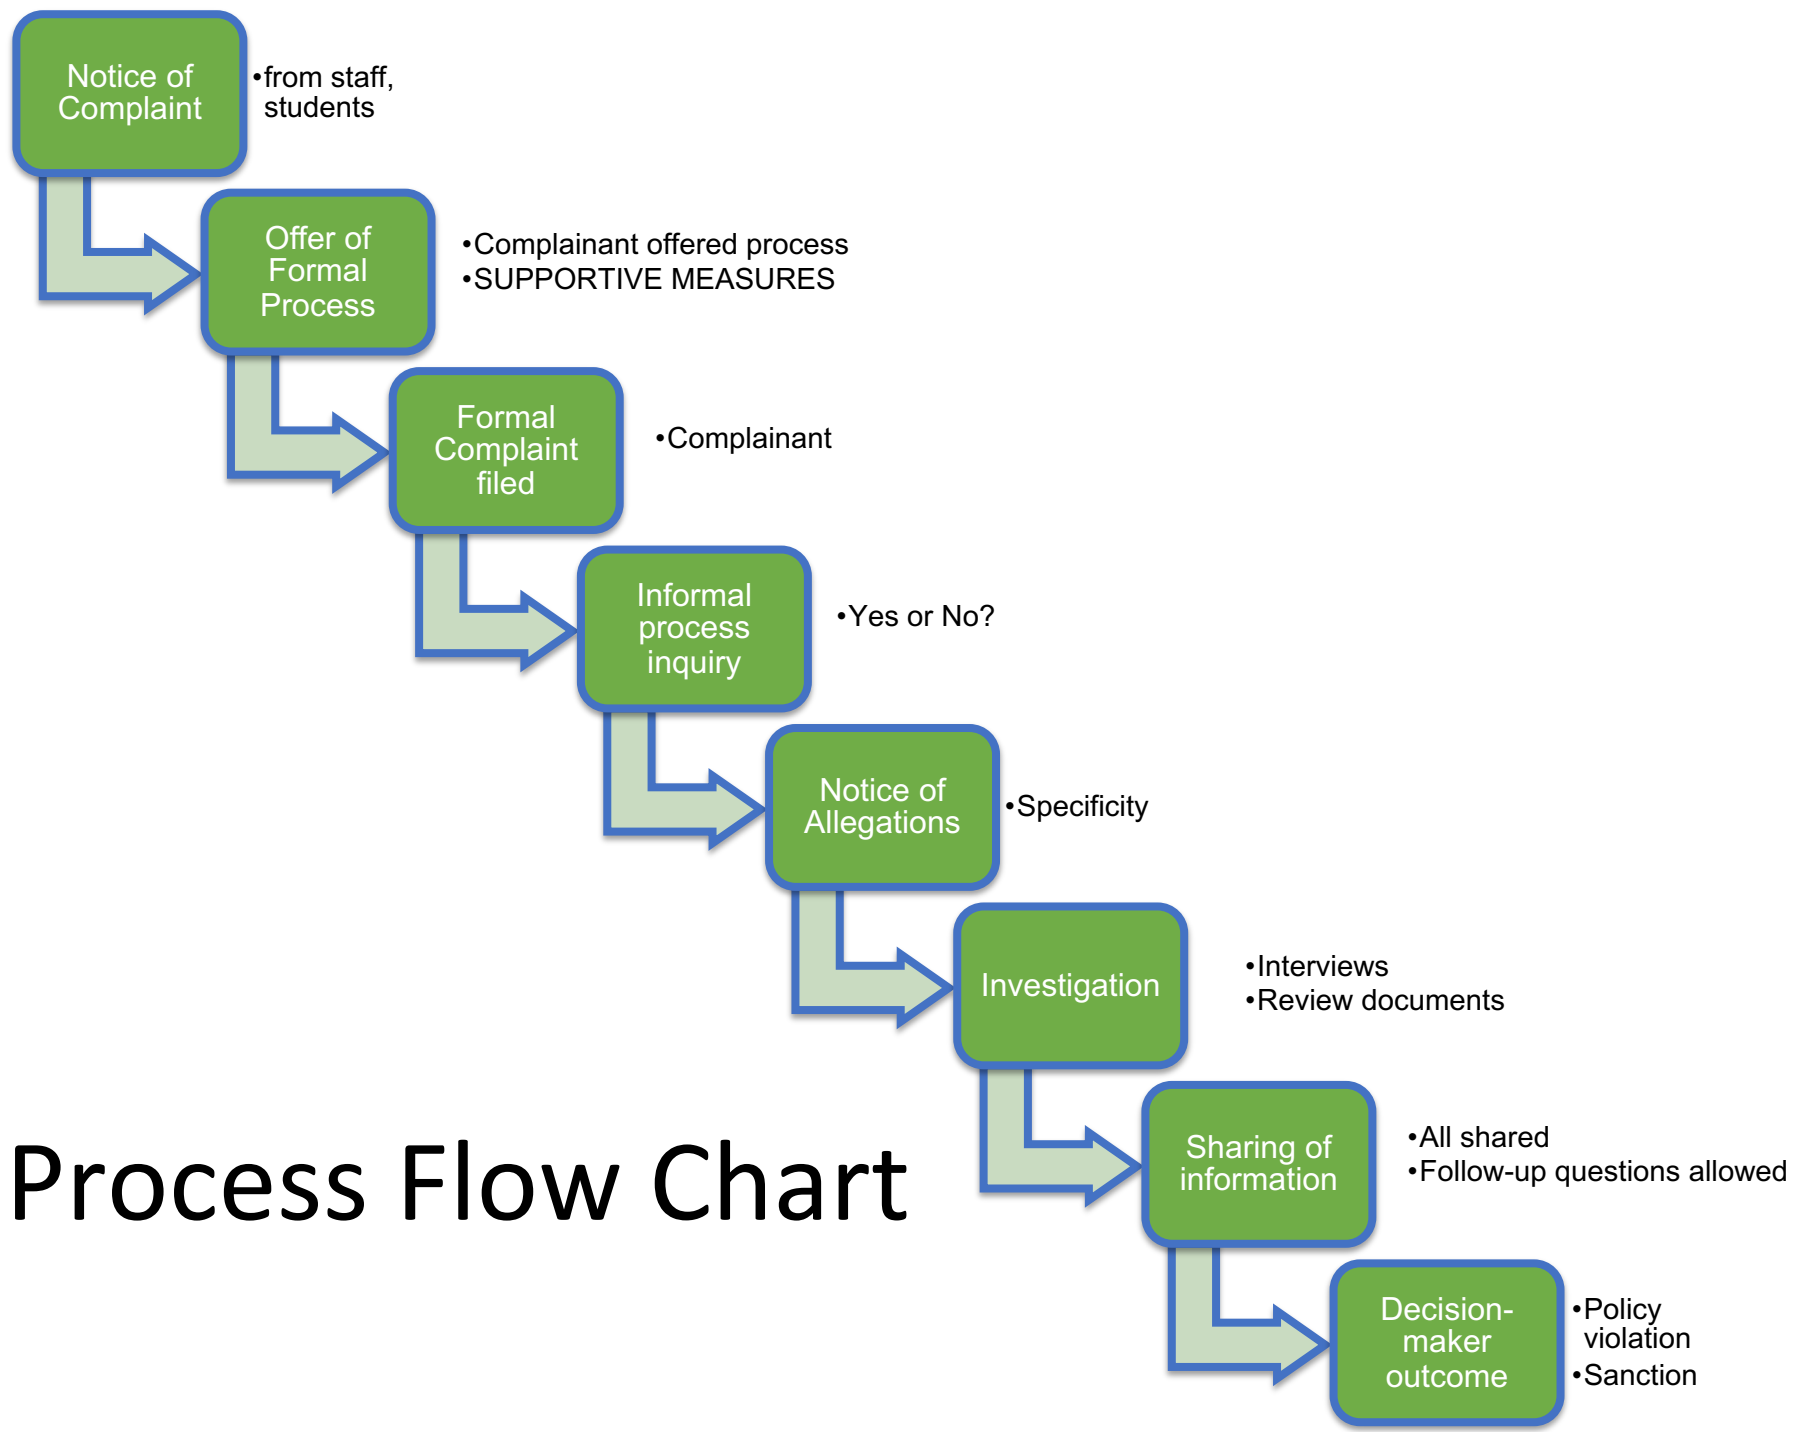 Notice of
Complaint
•from staff,
students
Offer of
Formal
Process
•Complainant offered process
•SUPPORTIVE MEASURES
Formal
Complaint
filed
•Complainant
Informal
process
inquiry
•Yes or No?
Notice of
Allegations
•Specificity
Investigation
•Interviews
•Review documents
Sharing of
information
•All shared
•Follow-up questions allowed
Process Flow Chart
Decision-
maker
outcome
•Policy
violation
•Sanction